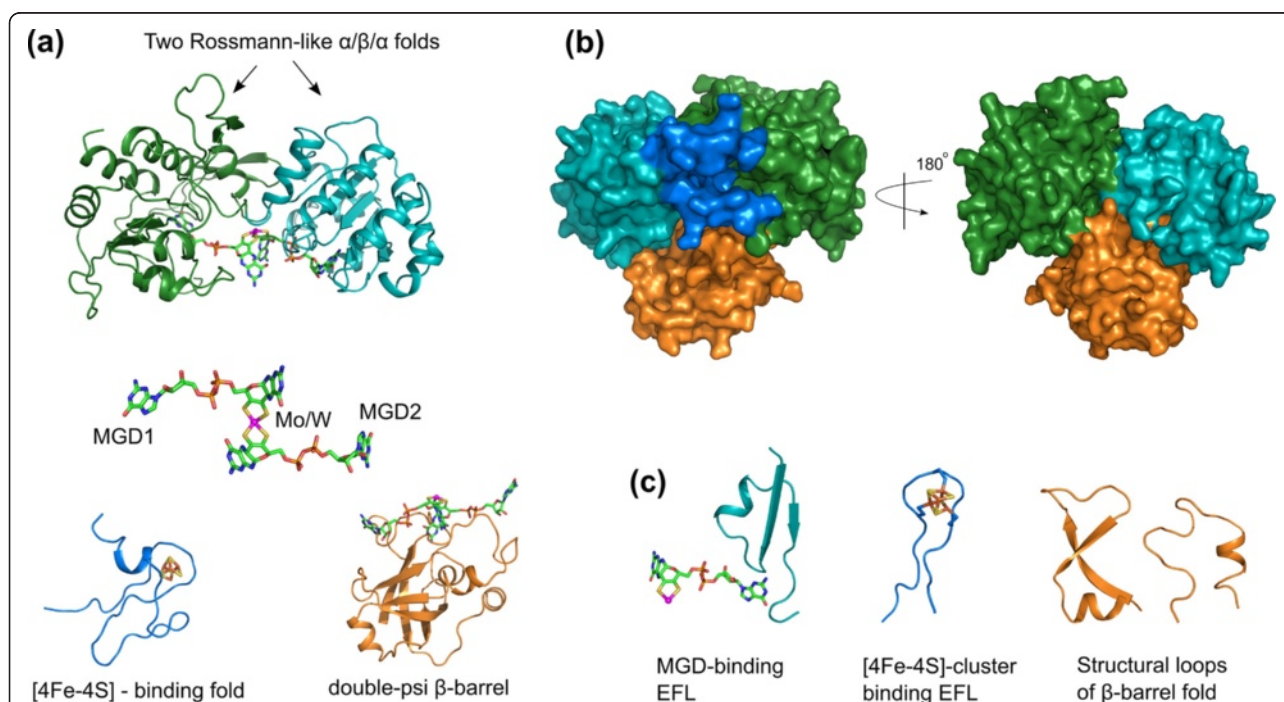 (a)
Two Rossmann-like α/β/α folds
MGD1
Mo/W
MGD2
[4Fe-4S] - binding fold
double-psi β-barrel
(b)
180°
(c)
MGD-binding
EFL
[4Fe-4S]-cluster
binding EFL
Structural loops
of β-barrel fold